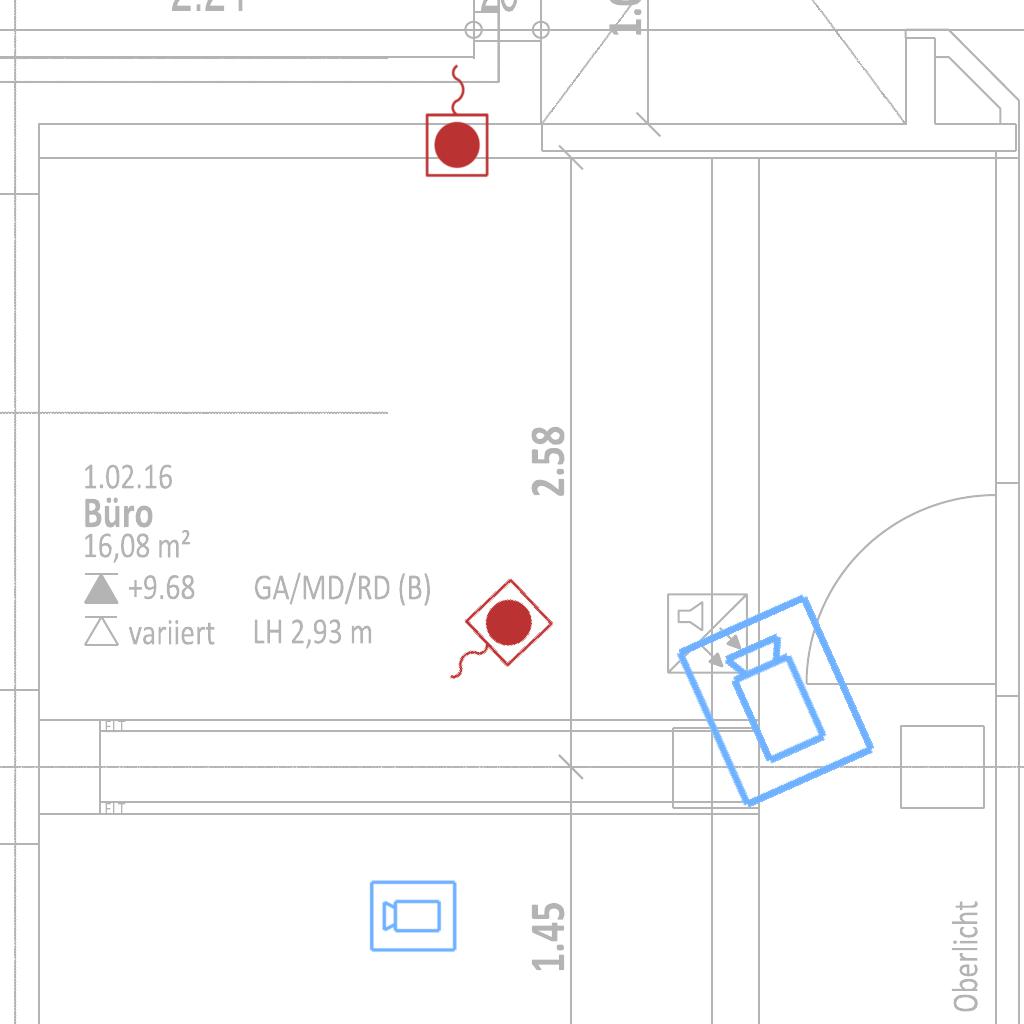 1.02.16
Büro
16,08 m²
+9.68
GA/MD/RD (B)
variiert
LH 2,93 m
2.58
1.45
Oberlicht